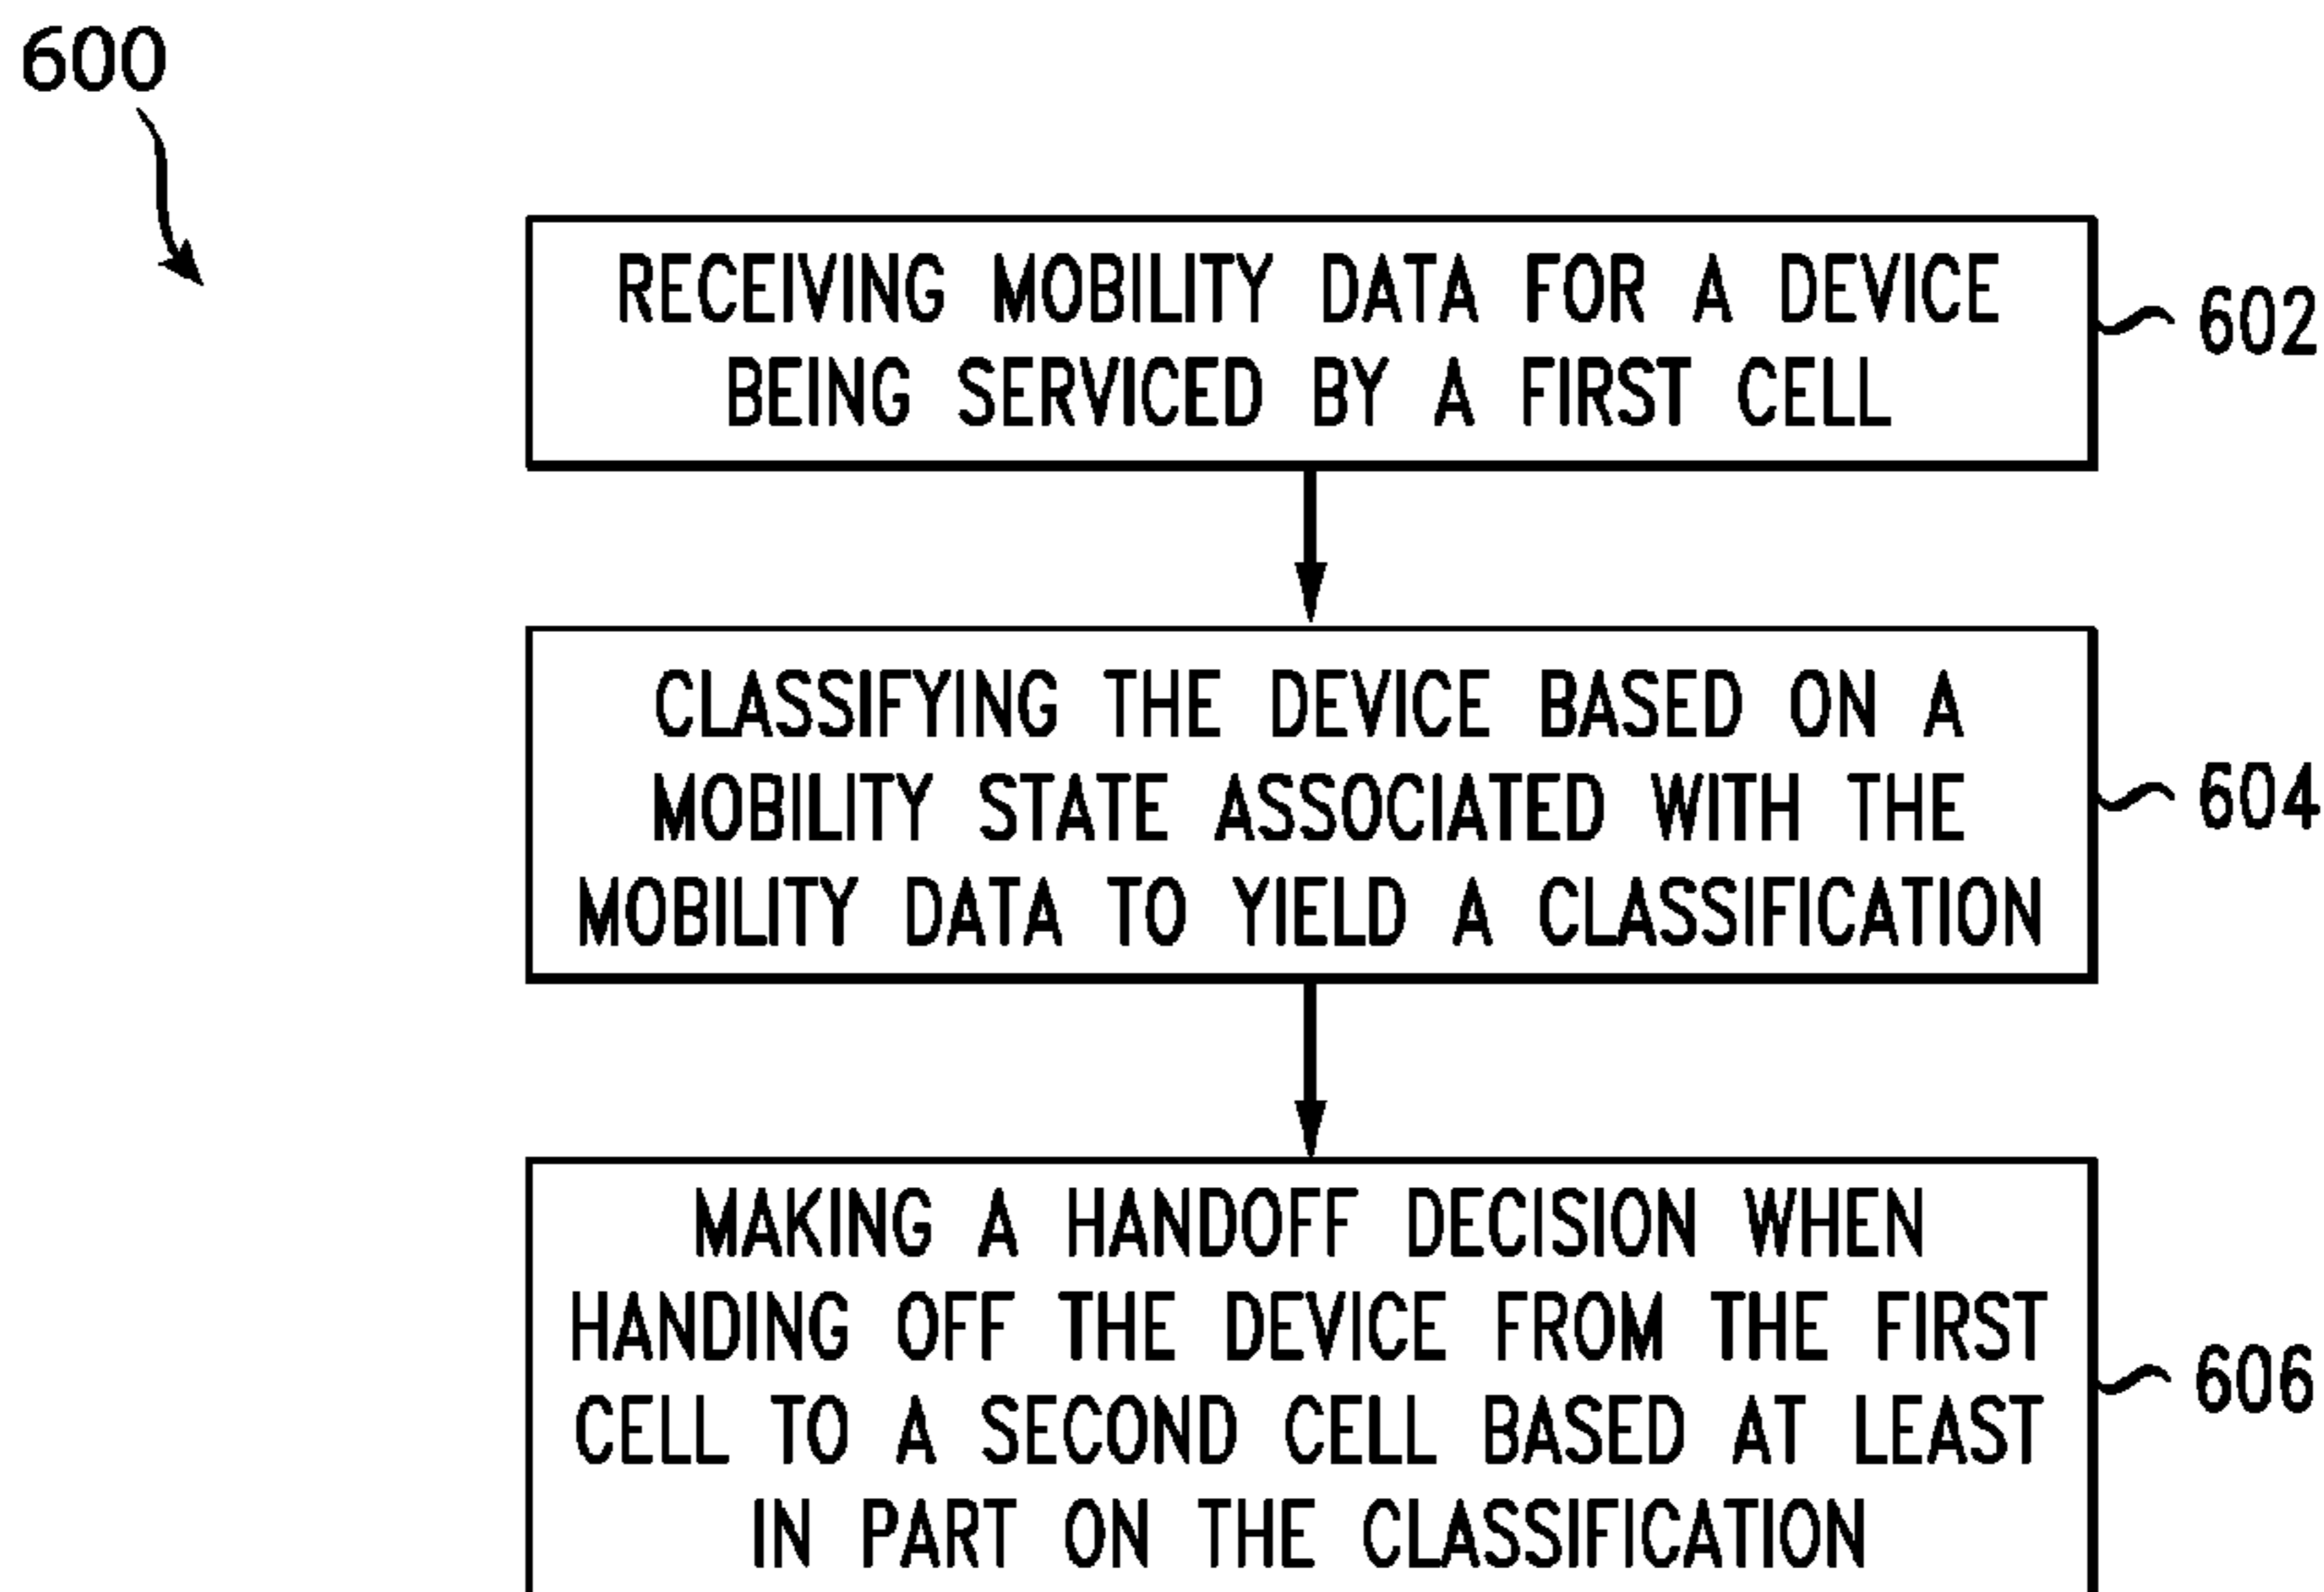 600
RECEIVING MOBILITY DATA FOR A DEVICE
BEING SERVICED BY A FIRST CELL
602
CLASSIFYING THE DEVICE BASED ON A
MOBILITY STATE ASSOCIATED WITH THE
MOBILITY DATA TO YIELD A CLASSIFICATION
604
MAKING A HANDOFF DECISION WHEN
HANDING OFF THE DEVICE FROM THE FIRST
CELL TO A SECOND CELL BASED AT LEAST
IN PART ON THE CLASSIFICATION
606